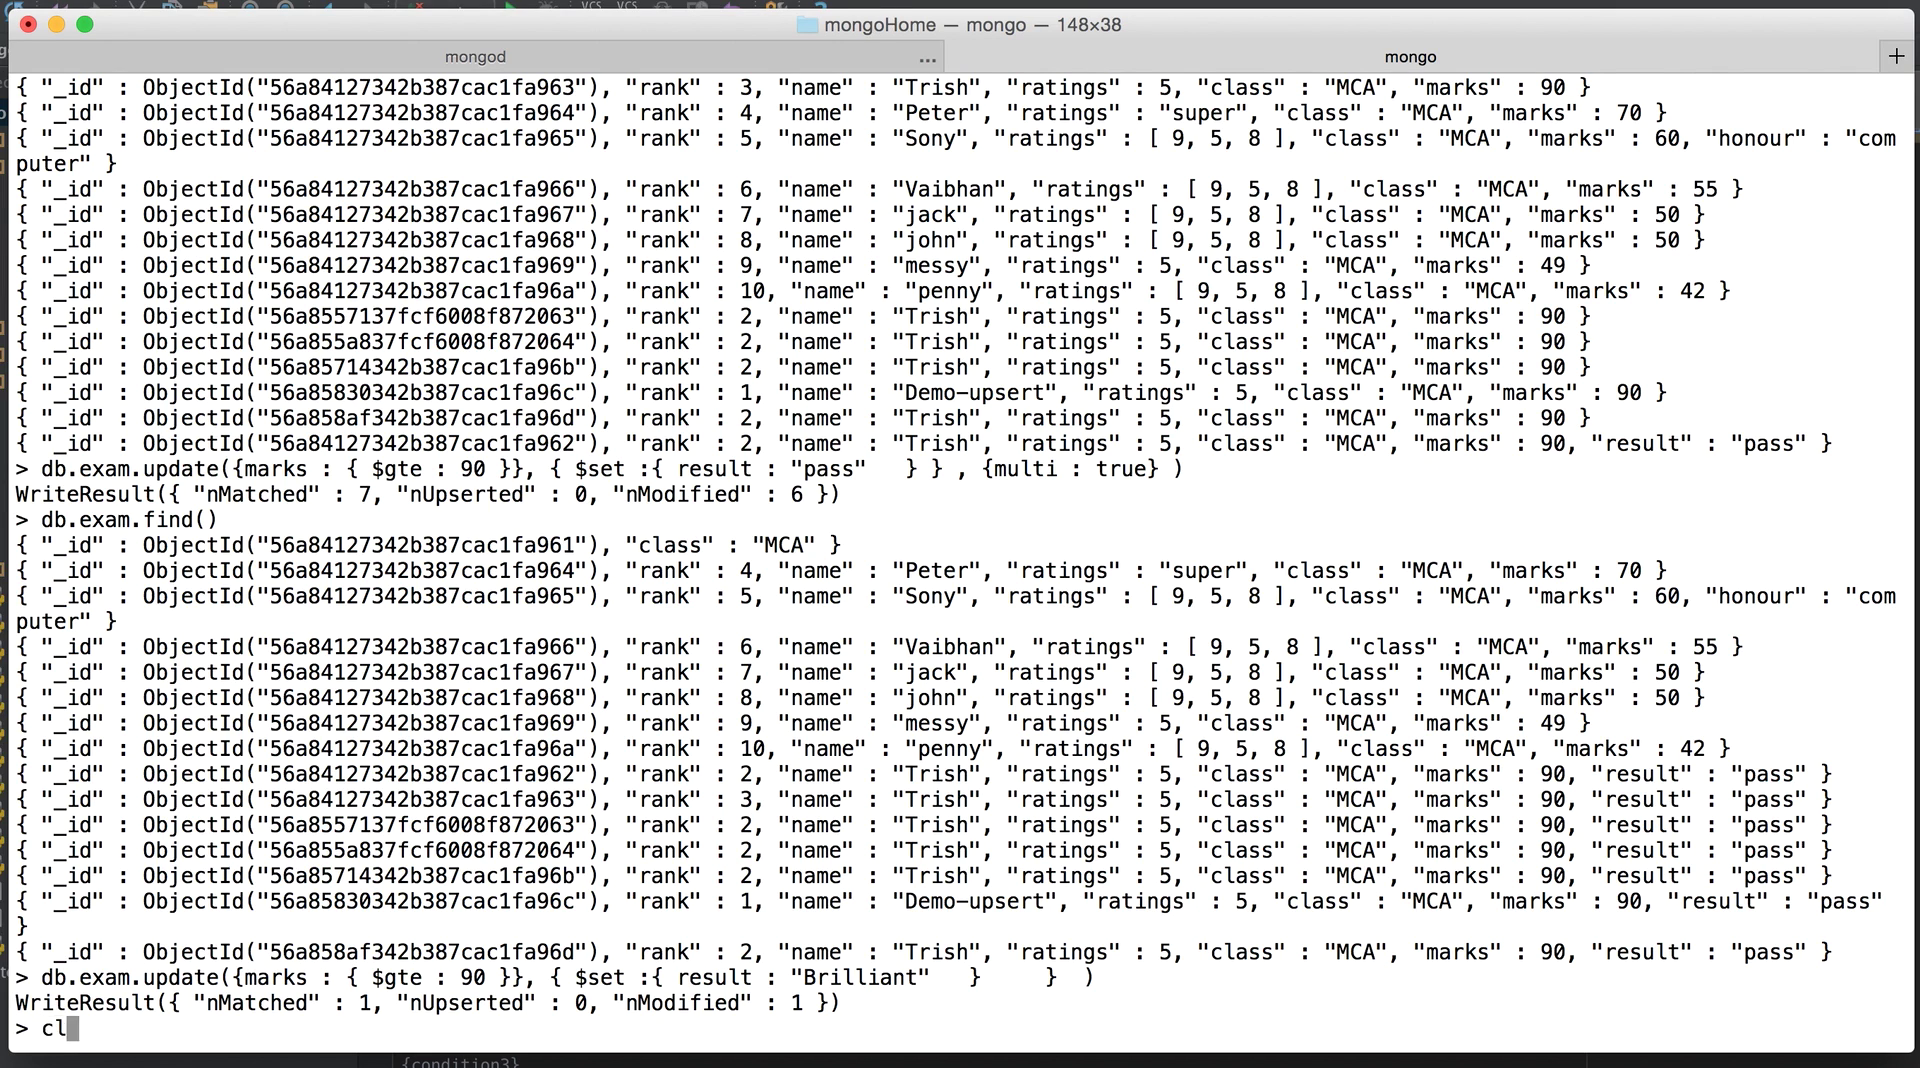 VCS VCS
mongoHome — mongo — 148×38
mongod ... mongo +
{ "_id" : ObjectId("56a84127342b387cac1fa963"), "rank" : 3, "name" : "Trish", "ratings" : 5, "class" : "MCA", "marks" : 90 }
{ "_id" : ObjectId("56a84127342b387cac1fa964"), "rank" : 4, "name" : "Peter", "ratings" : "super", "class" : "MCA", "marks" : 70 }
{ "_id" : ObjectId("56a84127342b387cac1fa965"), "rank" : 5, "name" : "Sony", "ratings" : [ 9, 5, 8 ], "class" : "MCA", "marks" : 60, "honour" : "com
puter" }
{ "_id" : ObjectId("56a84127342b387cac1fa966"), "rank" : 6, "name" : "Vaibhan", "ratings" : [ 9, 5, 8 ], "class" : "MCA", "marks" : 55 }
{ "_id" : ObjectId("56a84127342b387cac1fa967"), "rank" : 7, "name" : "jack", "ratings" : [ 9, 5, 8 ], "class" : "MCA", "marks" : 50 }
{ "_id" : ObjectId("56a84127342b387cac1fa968"), "rank" : 8, "name" : "john", "ratings" : [ 9, 5, 8 ], "class" : "MCA", "marks" : 50 }
{ "_id" : ObjectId("56a84127342b387cac1fa969"), "rank" : 9, "name" : "messy", "ratings" : 5, "class" : "MCA", "marks" : 49 }
{ "_id" : ObjectId("56a84127342b387cac1fa96a"), "rank" : 10, "name" : "penny", "ratings" : [ 9, 5, 8 ], "class" : "MCA", "marks" : 42 }
{ "_id" : ObjectId("56a8557137fcf6008f872063"), "rank" : 2, "name" : "Trish", "ratings" : 5, "class" : "MCA", "marks" : 90 }
{ "_id" : ObjectId("56a855a837fcf6008f872064"), "rank" : 2, "name" : "Trish", "ratings" : 5, "class" : "MCA", "marks" : 90 }
{ "_id" : ObjectId("56a85714342b387cac1fa96b"), "rank" : 2, "name" : "Trish", "ratings" : 5, "class" : "MCA", "marks" : 90 }
{ "_id" : ObjectId("56a85830342b387cac1fa96c"), "rank" : 1, "name" : "Demo-upsert", "ratings" : 5, "class" : "MCA", "marks" : 90 }
{ "_id" : ObjectId("56a858af342b387cac1fa96d"), "rank" : 2, "name" : "Trish", "ratings" : 5, "class" : "MCA", "marks" : 90 }
{ "_id" : ObjectId("56a84127342b387cac1fa962"), "rank" : 2, "name" : "Trish", "ratings" : 5, "class" : "MCA", "marks" : 90, "result" : "pass" }
> db.exam.update({marks : { $gte : 90 }}, { $set :{ result : "pass"   } } , {multi : true} )
WriteResult({ "nMatched" : 7, "nUpserted" : 0, "nModified" : 6 })
> db.exam.find()
{ "_id" : ObjectId("56a84127342b387cac1fa961"), "class" : "MCA" }
{ "_id" : ObjectId("56a84127342b387cac1fa964"), "rank" : 4, "name" : "Peter", "ratings" : "super", "class" : "MCA", "marks" : 70 }
{ "_id" : ObjectId("56a84127342b387cac1fa965"), "rank" : 5, "name" : "Sony", "ratings" : [ 9, 5, 8 ], "class" : "MCA", "marks" : 60, "honour" : "com
puter" }
{ "_id" : ObjectId("56a84127342b387cac1fa966"), "rank" : 6, "name" : "Vaibhan", "ratings" : [ 9, 5, 8 ], "class" : "MCA", "marks" : 55 }
{ "_id" : ObjectId("56a84127342b387cac1fa967"), "rank" : 7, "name" : "jack", "ratings" : [ 9, 5, 8 ], "class" : "MCA", "marks" : 50 }
{ "_id" : ObjectId("56a84127342b387cac1fa968"), "rank" : 8, "name" : "john", "ratings" : [ 9, 5, 8 ], "class" : "MCA", "marks" : 50 }
{ "_id" : ObjectId("56a84127342b387cac1fa969"), "rank" : 9, "name" : "messy", "ratings" : 5, "class" : "MCA", "marks" : 49 }
{ "_id" : ObjectId("56a84127342b387cac1fa96a"), "rank" : 10, "name" : "penny", "ratings" : [ 9, 5, 8 ], "class" : "MCA", "marks" : 42 }
{ "_id" : ObjectId("56a84127342b387cac1fa962"), "rank" : 2, "name" : "Trish", "ratings" : 5, "class" : "MCA", "marks" : 90, "result" : "pass" }
{ "_id" : ObjectId("56a84127342b387cac1fa963"), "rank" : 3, "name" : "Trish", "ratings" : 5, "class" : "MCA", "marks" : 90, "result" : "pass" }
{ "_id" : ObjectId("56a8557137fcf6008f872063"), "rank" : 2, "name" : "Trish", "ratings" : 5, "class" : "MCA", "marks" : 90, "result" : "pass" }
{ "_id" : ObjectId("56a855a837fcf6008f872064"), "rank" : 2, "name" : "Trish", "ratings" : 5, "class" : "MCA", "marks" : 90, "result" : "pass" }
{ "_id" : ObjectId("56a85714342b387cac1fa96b"), "rank" : 2, "name" : "Trish", "ratings" : 5, "class" : "MCA", "marks" : 90, "result" : "pass" }
{ "_id" : ObjectId("56a85830342b387cac1fa96c"), "rank" : 1, "name" : "Demo-upsert", "ratings" : 5, "class" : "MCA", "marks" : 90, "result" : "pass"
}
{ "_id" : ObjectId("56a858af342b387cac1fa96d"), "rank" : 2, "name" : "Trish", "ratings" : 5, "class" : "MCA", "marks" : 90, "result" : "pass" }
> db.exam.update({marks : { $gte : 90 }}, { $set :{ result : "Brilliant"   }     }  )
WriteResult({ "nMatched" : 1, "nUpserted" : 0, "nModified" : 1 })
> cl
{condition3}